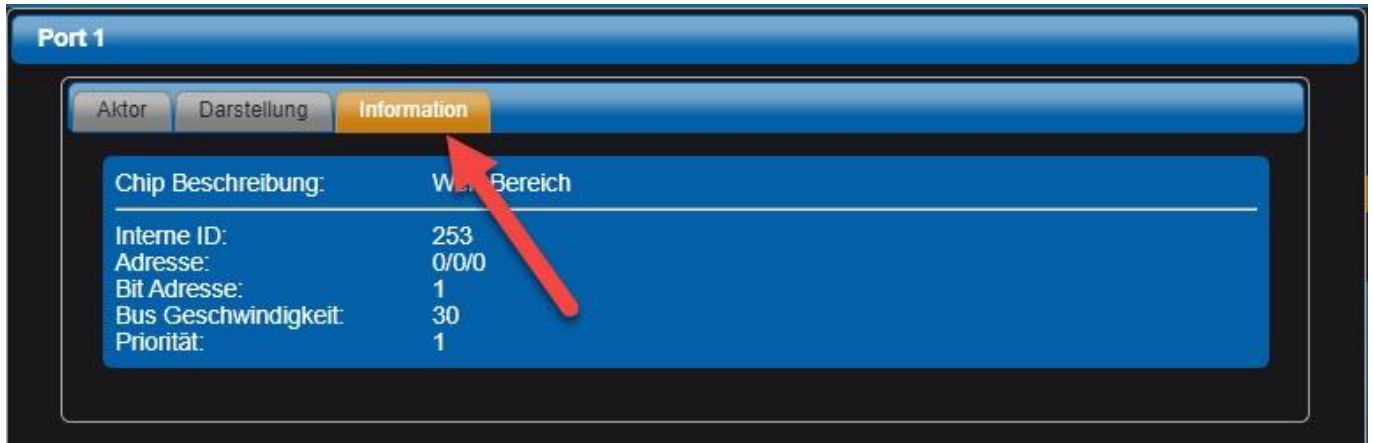 Port 1
Aktor Darstellung Information
Chip Beschreibung: Bereich
Interne ID: 253
Adresse: 0/0/0
Bit Adresse: 1
Bus Geschwindigkeit: 30
Priorität: 1